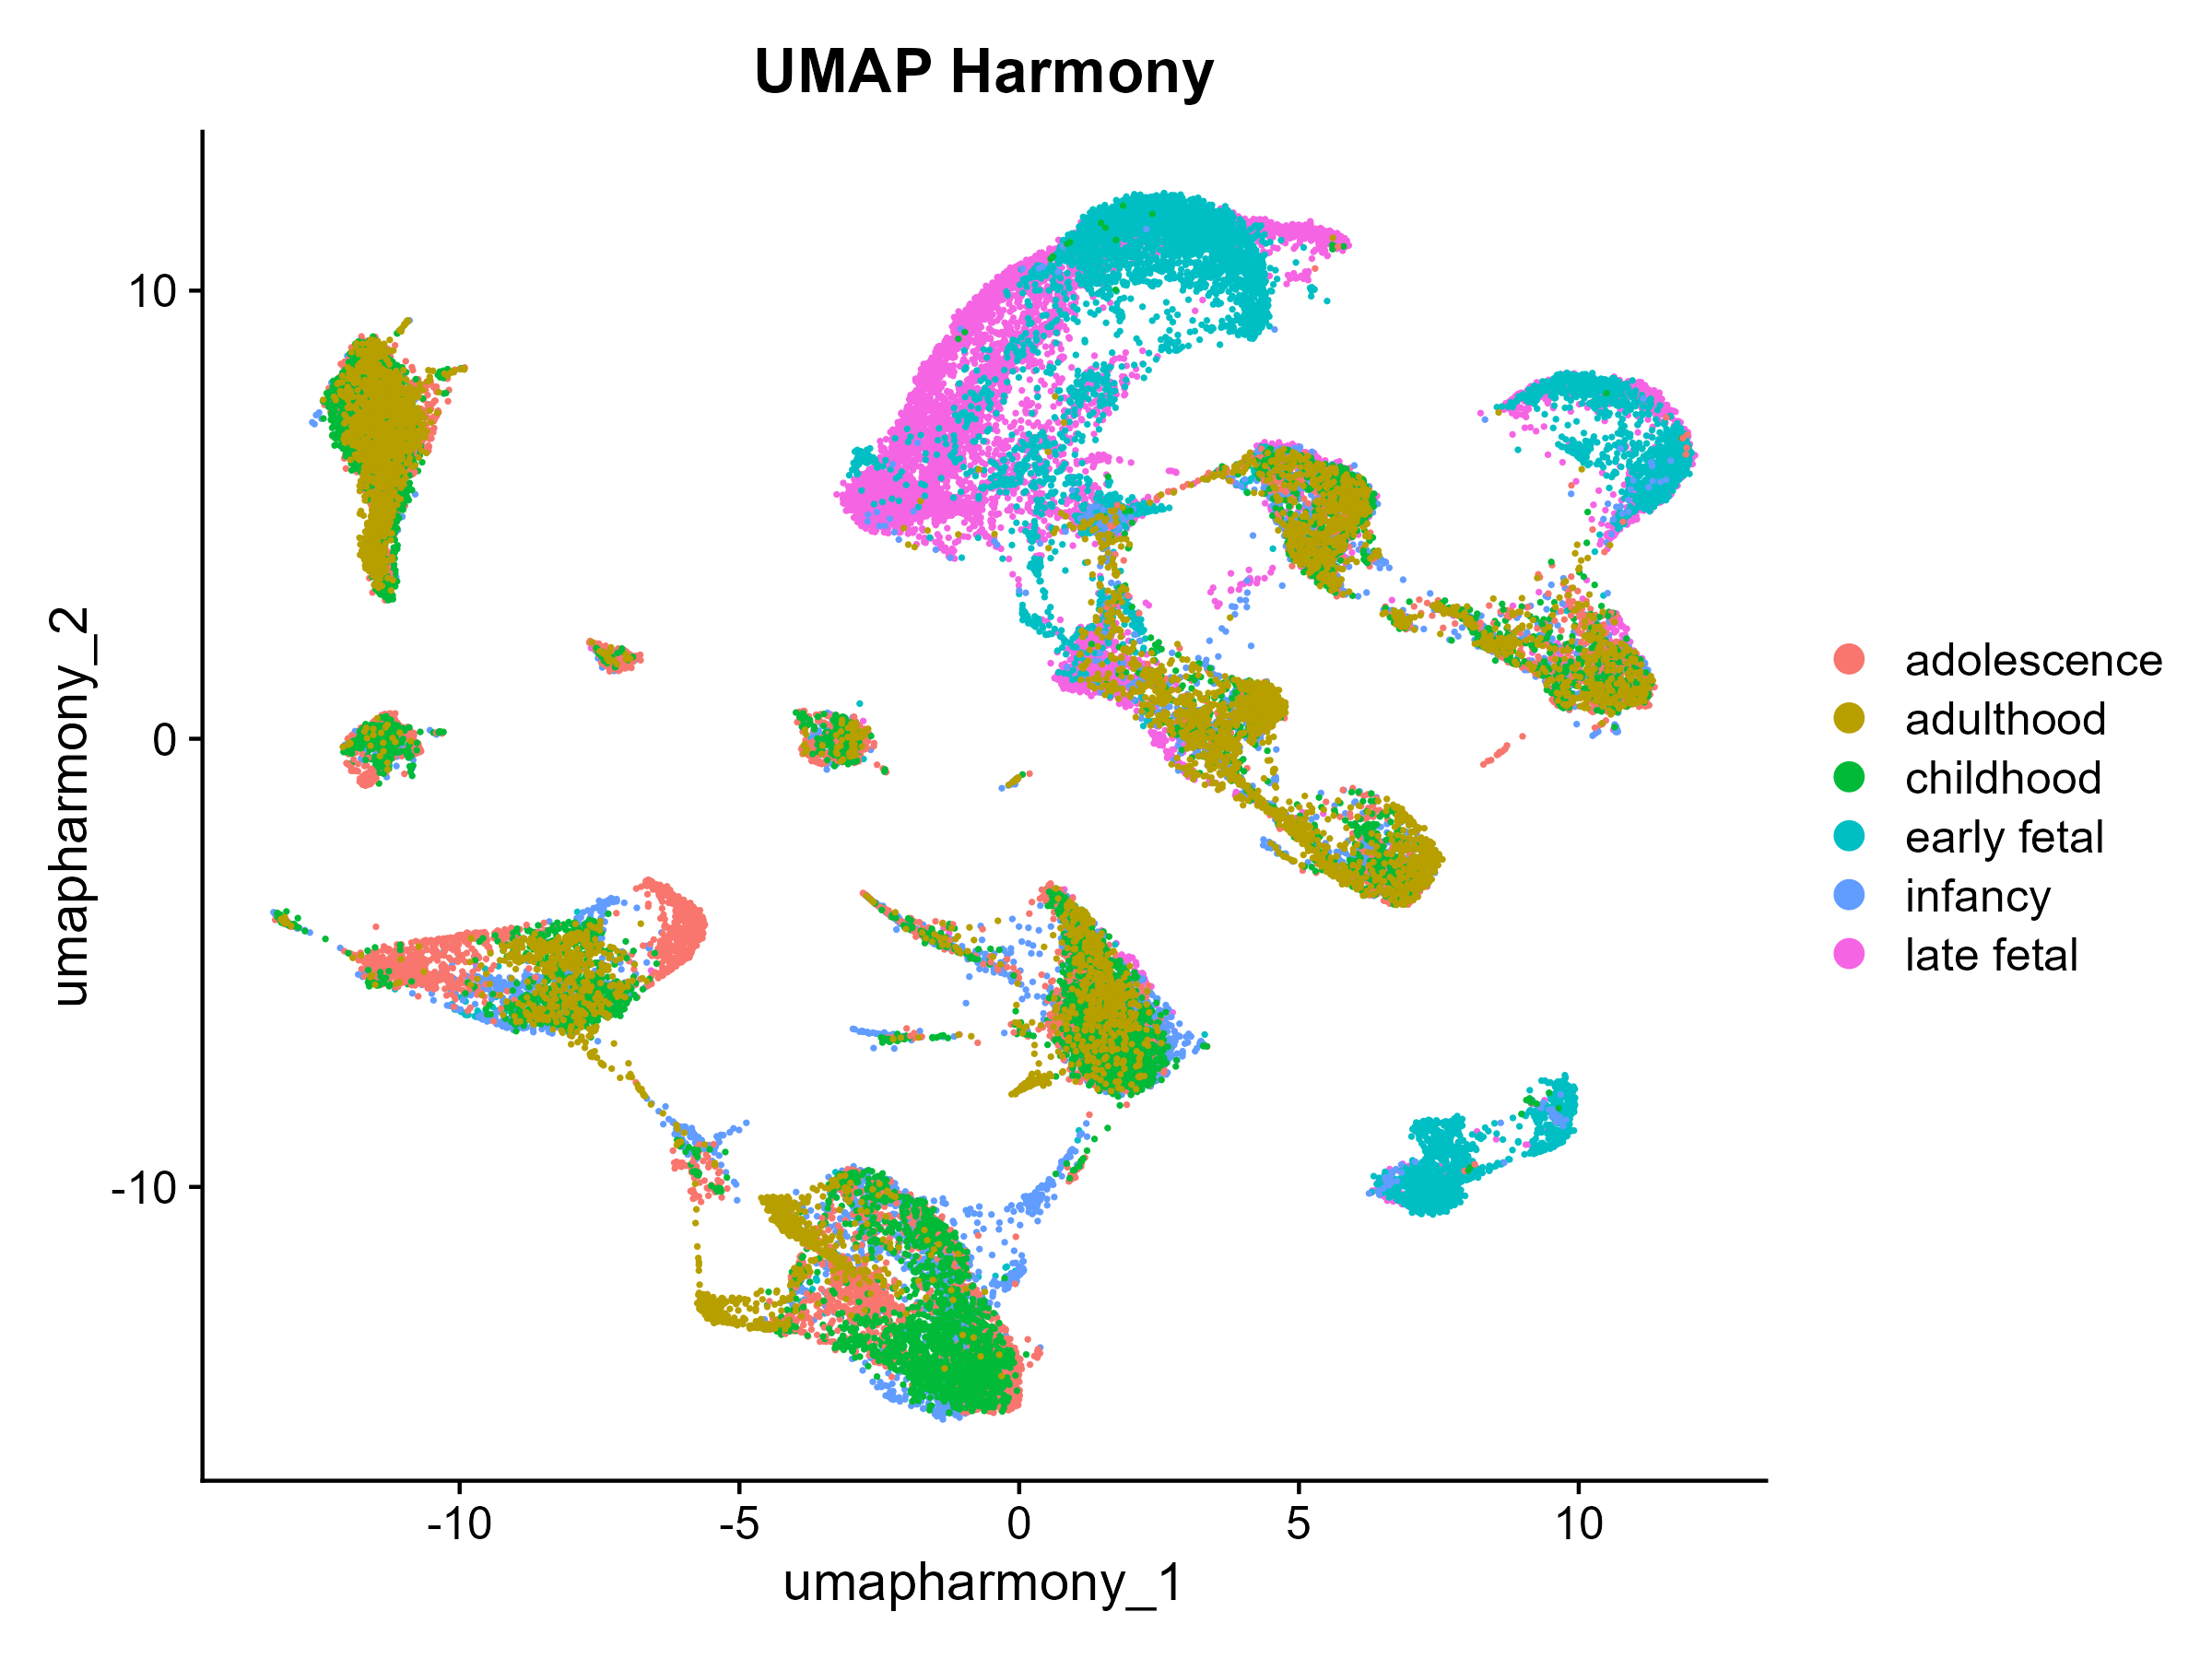 UMAP Harmony
umapharmony_2
10
0
-10
-10
-5
0
5
10
umapharmony_1
adolescence
adulthood
childhood
early fetal
infancy
late fetal